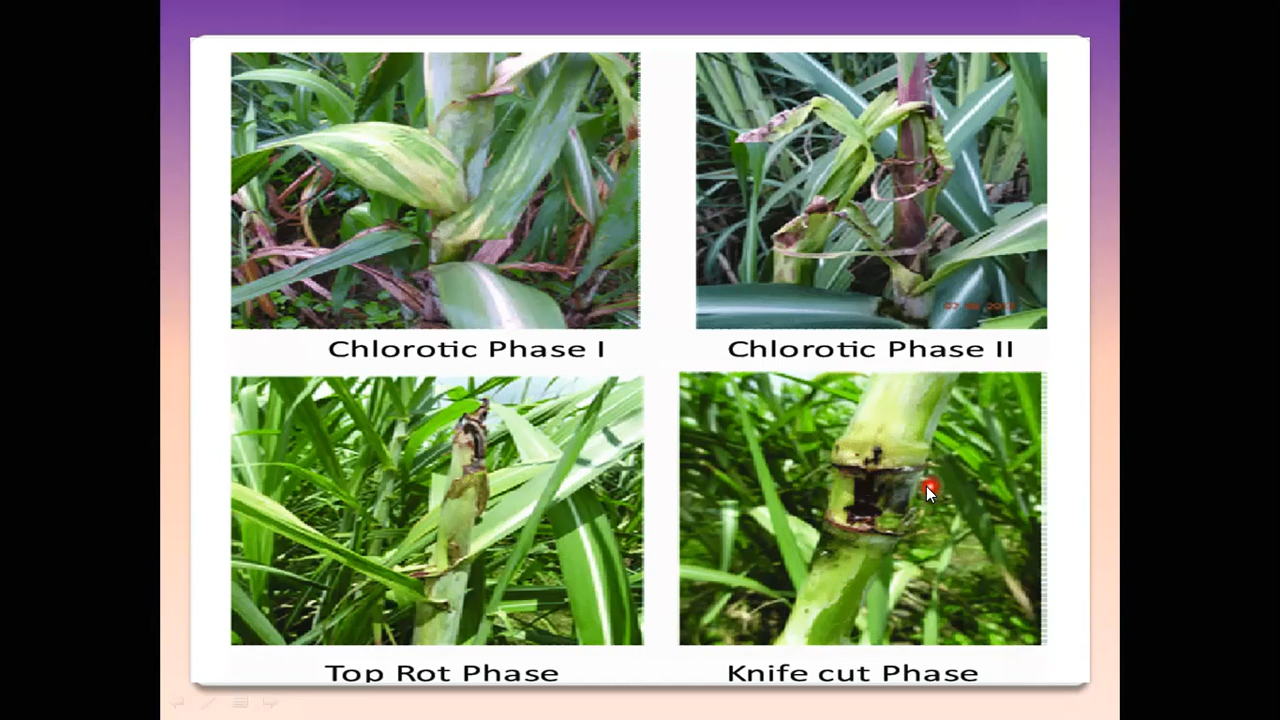 Chlorotic Phase I
Chlorotic Phase II
Top Rot Phase
Knife cut Phase